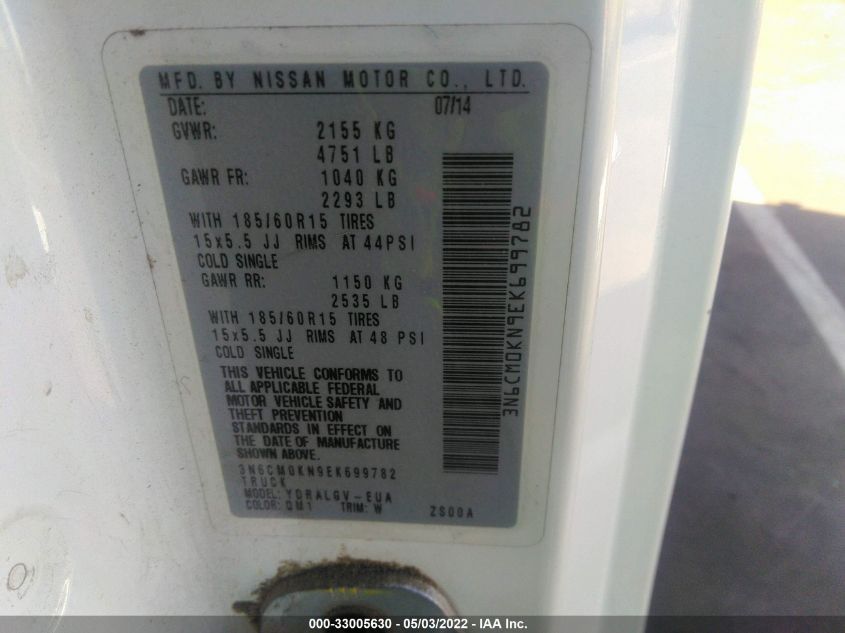 MFD. BY NISSAN MOTOR CO., LTD.
DATE: 07/14
GVWR: 2155 KG
4751 LB
GAWR FR: 1040 KG
2293 LB
WITH 185/60R15 TIRES
15x5.5 JJ RIMS AT 44PSI
COLD SINGLE
GAWR RR: 1150 KG
2535 LB
WITH 185/60R15 TIRES
15x5.5 JJ RIMS AT 48 PSI
COLD SINGLE
THIS VEHICLE CONFORMS TO
ALL APPLICABLE FEDERAL
MOTOR VEHICLE SAFETY AND
THEFT PREVENTION
STANDARDS IN EFFECT ON
THE DATE OF MANUFACTURE
SHOWN ABOVE.
3N6CM0KN9EK699782
TRUCK
MODEL: YDRALGV-EUA
COLOR: QM1 TRIM: W ZS00A
3N6CM0KN9EK699782
000-33005630 - 05/03/2022 - IAA Inc.